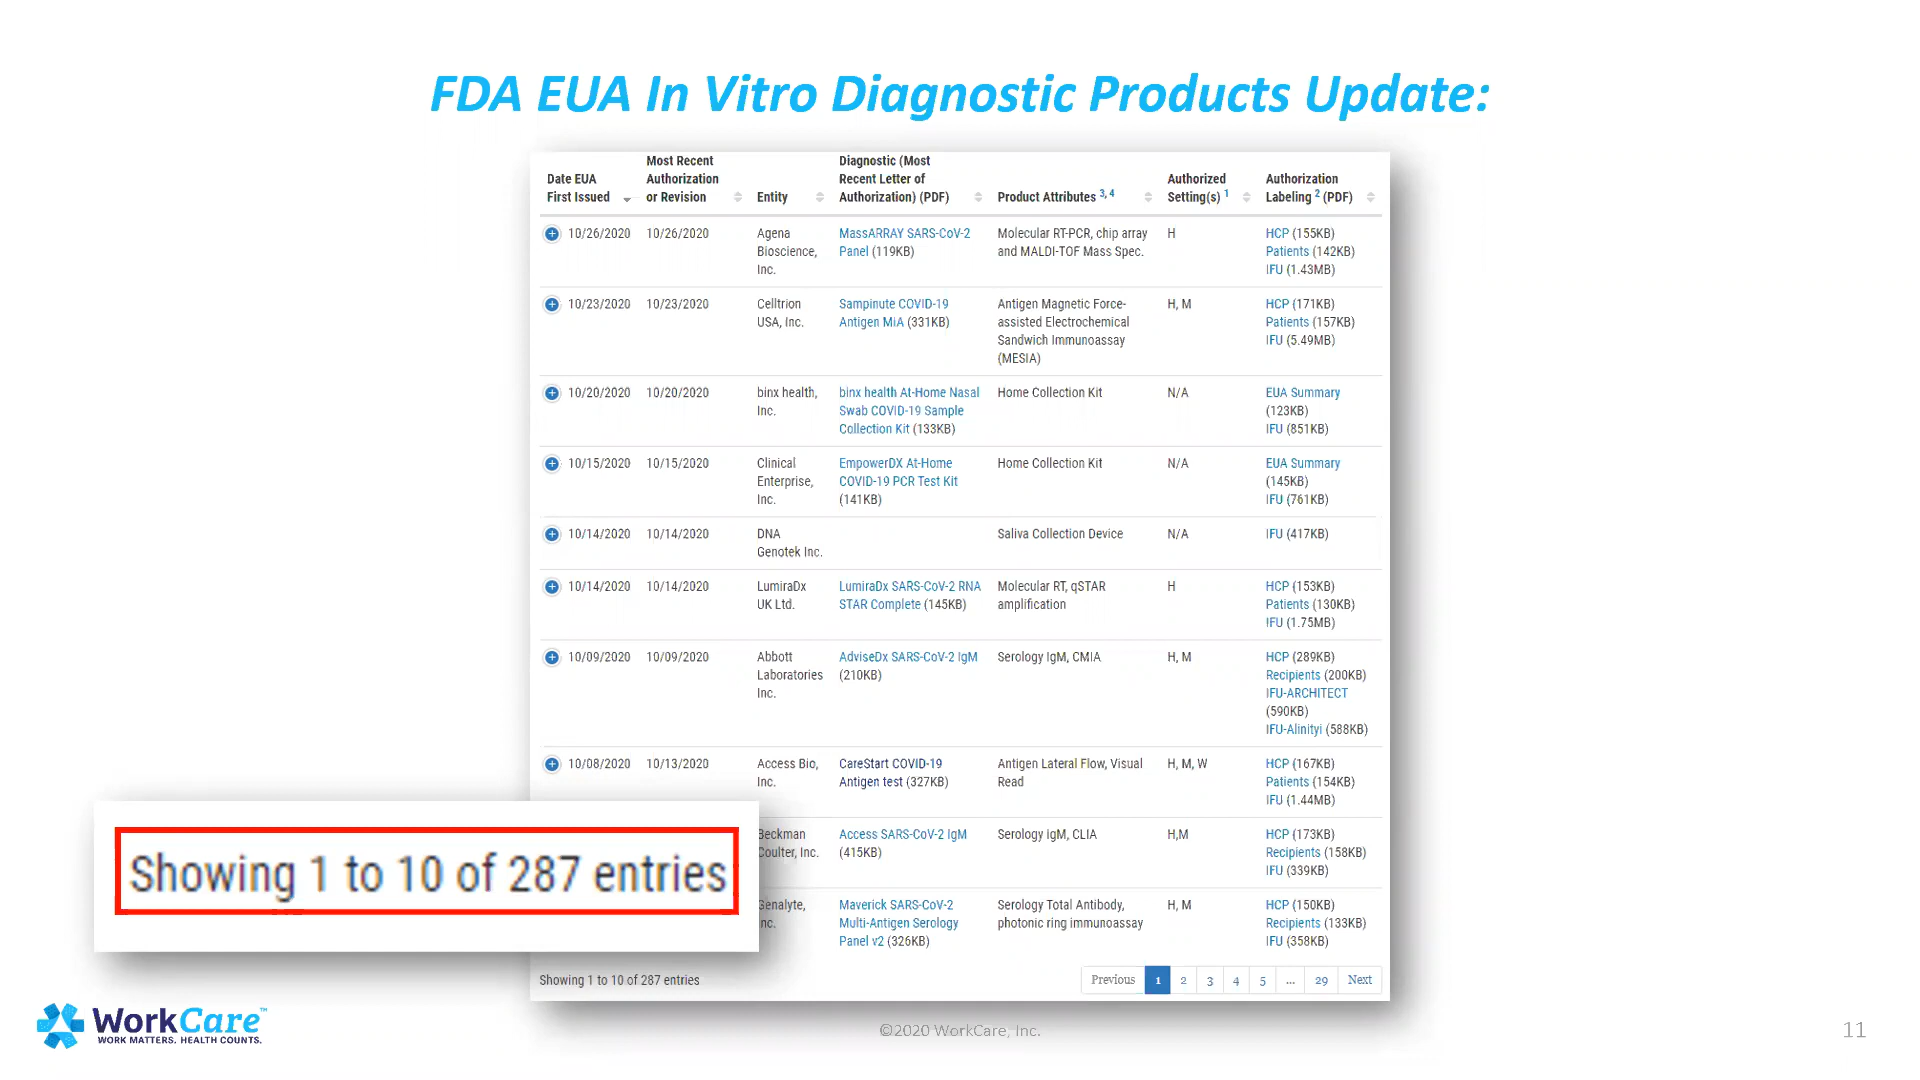 FDA EUA In Vitro Diagnostic Products Update:
Date EUA First Issued
Most Recent Authorization or Revision
Entity
Diagnostic (Most Recent Letter of Authorization) (PDF)
Product Attributes 3, 4
Authorized Setting(s) 1
Authorization Labeling 2 (PDF)
10/26/2020 10/26/2020 Agena MassARRAY SARS-CoV-2 Molecular RT-PCR, chip array H HCP (155KB)
Bioscience, Panel (119KB) and MALDI-TOF Mass Spec. Patients (142KB)
Inc. IFU (1.43MB)
10/23/2020 10/23/2020 Celltrion Sampinute COVID-19 Antigen Magnetic Force- H, M HCP (171KB)
USA, Inc. Antigen MIA (331KB) assisted Electrochemical Patients (157KB)
Sandwich Immunoassay IFU (5.49MB)
(MESIA)
10/20/2020 10/20/2020 binx health, binx health At-Home Nasal Home Collection Kit N/A EUA Summary
Inc. Swab COVID-19 Sample (123KB)
Collection Kit (133KB) IFU (851KB)
10/15/2020 10/15/2020 Clinical EmpowerDX At-Home Home Collection Kit N/A EUA Summary
Enterprise, COVID-19 PCR Test Kit (145KB)
Inc. (141KB) IFU (761KB)
10/14/2020 10/14/2020 DNA Saliva Collection Device N/A IFU (417KB)
Genotek Inc.
10/14/2020 10/14/2020 LumiraDx LumiraDx SARS-CoV-2 RNA Molecular RT, qSTAR H HCP (153KB)
UK Ltd. STAR Complete (145KB) amplification Patients (130KB)
IFU (1.75MB)
10/09/2020 10/09/2020 Abbott AdviseDx SARS-CoV-2 IgM Serology IgM, CMIA H, M HCP (289KB)
Laboratories (210KB) Recipients (200KB)
Inc. IFU-ARCHITECT
(590KB)
IFU-Alinityi (588KB)
10/08/2020 10/13/2020 Access Bio, CareStart COVID-19 Antigen Lateral Flow, Visual H, M, W HCP (167KB)
Inc. Antigen test (327KB) Read Patients (154KB)
IFU (1.44MB)
Beckman Access SARS-CoV-2 IgM Serology IgM, CLIA H,M HCP (173KB)
Coulter, Inc. (415KB) Recipients (158KB)
IFU (339KB)
Genalyte, Maverick SARS-CoV-2 Serology Total Antibody, H, M HCP (150KB)
nc. Multi-Antigen Serology photonic ring immunoassay Recipients (133KB)
Panel v2 (326KB) IFU (358KB)
Showing 1 to 10 of 287 entries
Showing 1 to 10 of 287 entries Previous 1 2 3 4 5 ... 29 Next
WorkCare™
WORK MATTERS. HEALTH COUNTS.
©2020 WorkCare, Inc.
11